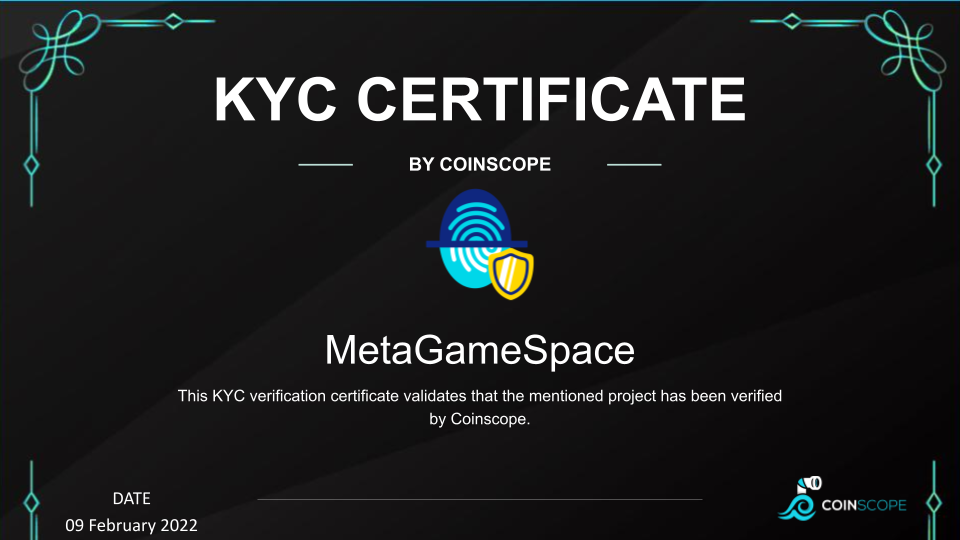 KYC CERTIFICATE
BY COINSCOPE
MetaGameSpace
This KYC verification certificate validates that the mentioned project has been verified
by Coinscope.
DATE
09 February 2022
COINSCOPE